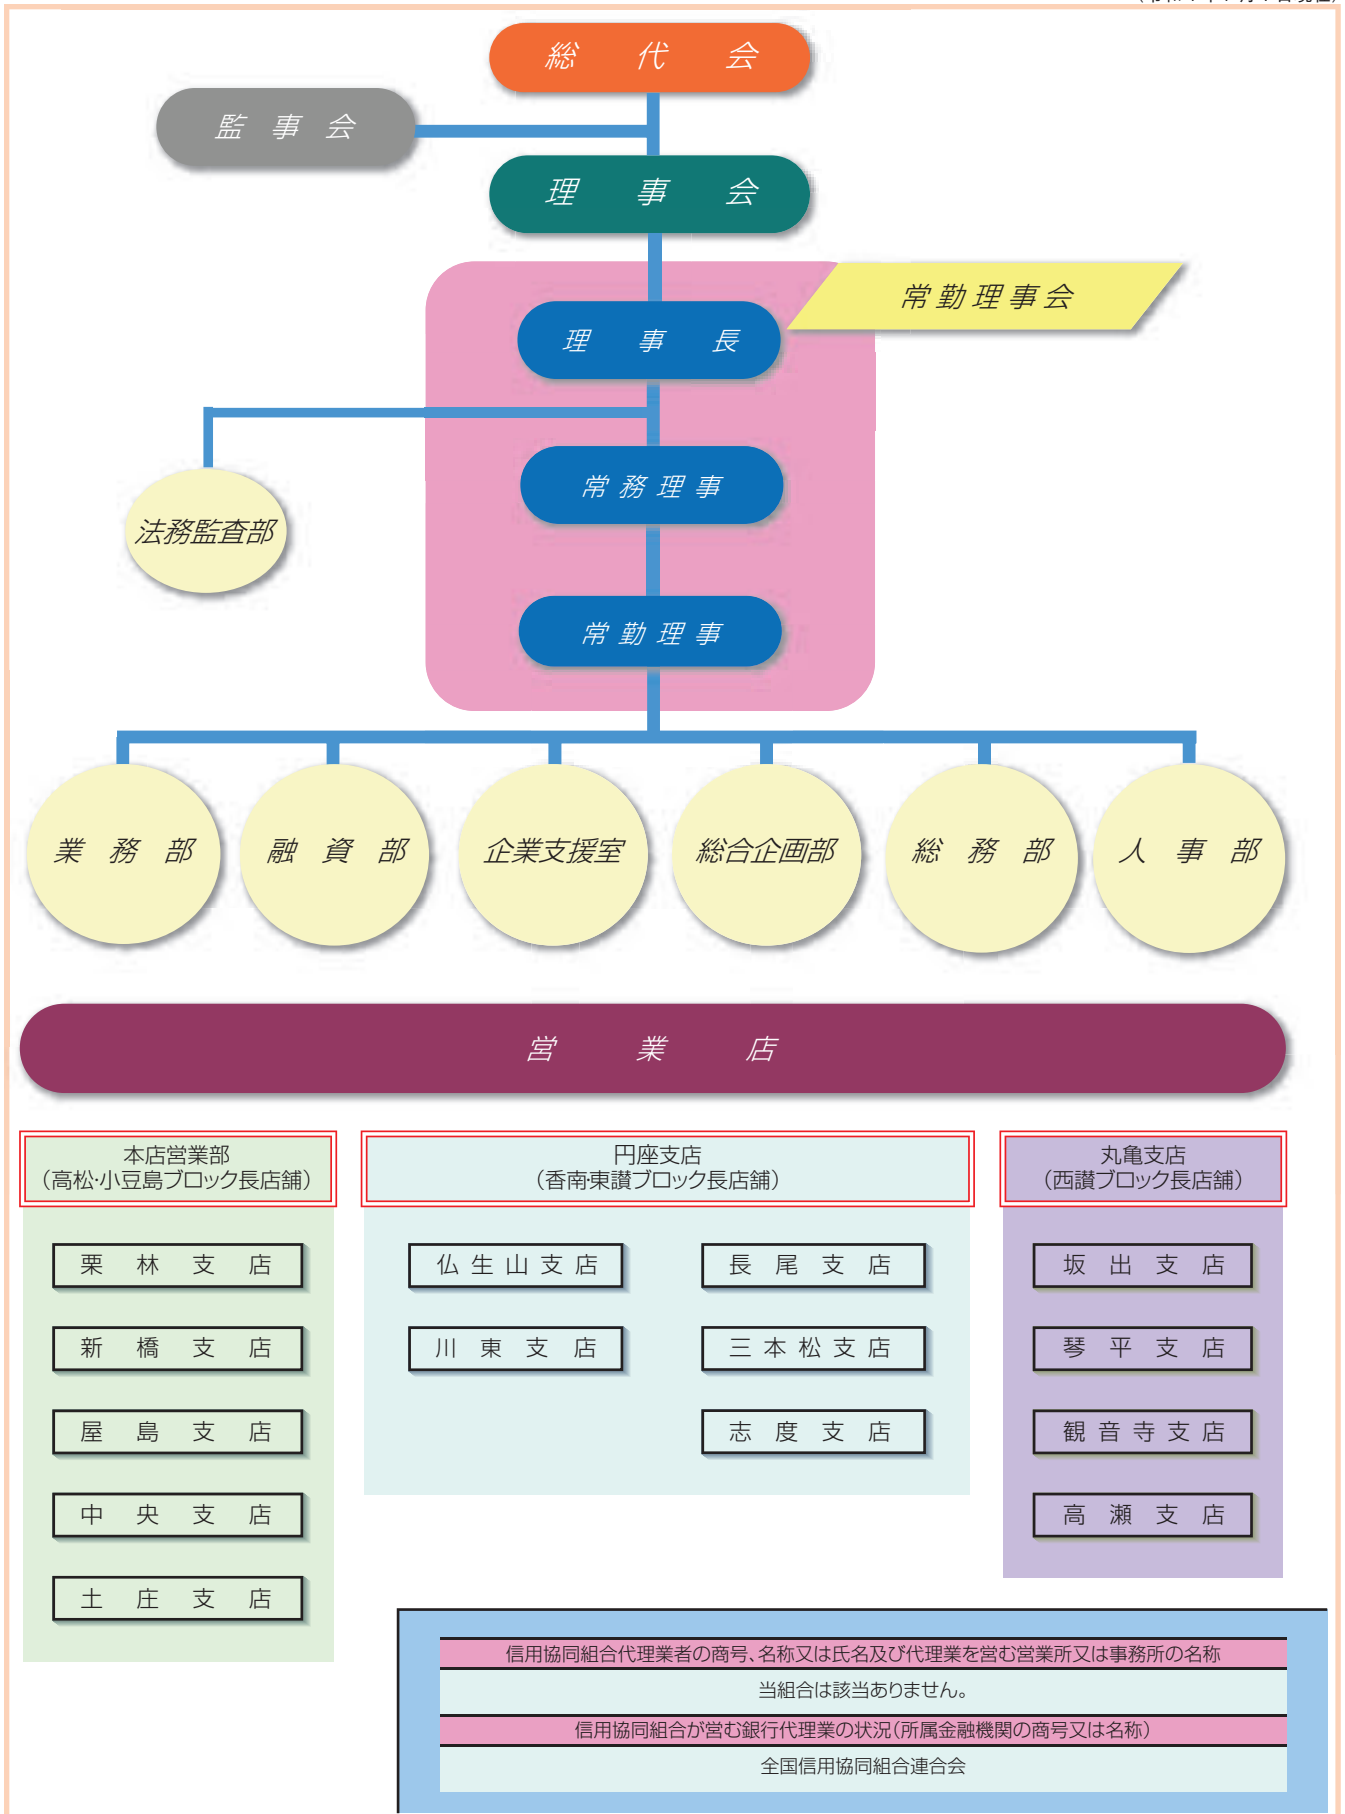 総代会
監事会
理事会
常勤理事会
理事長
常務理事
法務監査部
常勤理事
業務部
融資部
企業支援室
総合企画部
総務部
人事部
営業店
本店営業部
（高松・小豆島ブロック長店舗）
栗林支店
新橋支店
屋島支店
中央支店
土庄支店
円座支店
（香南・東讃ブロック長店舗）
仏生山支店
川東支店
長尾支店
三本松支店
志度支店
丸亀支店
（西讃ブロック長店舗）
坂出支店
琴平支店
観音寺支店
高瀬支店
信用協同組合代理業者の商号、名称又は氏名及び代理業を営む営業所又は事務所の名称
当組合は該当ありません。
信用協同組合が営む銀行代理業の状況（所属金融機関の商号又は名称）
全国信用協同組合連合会